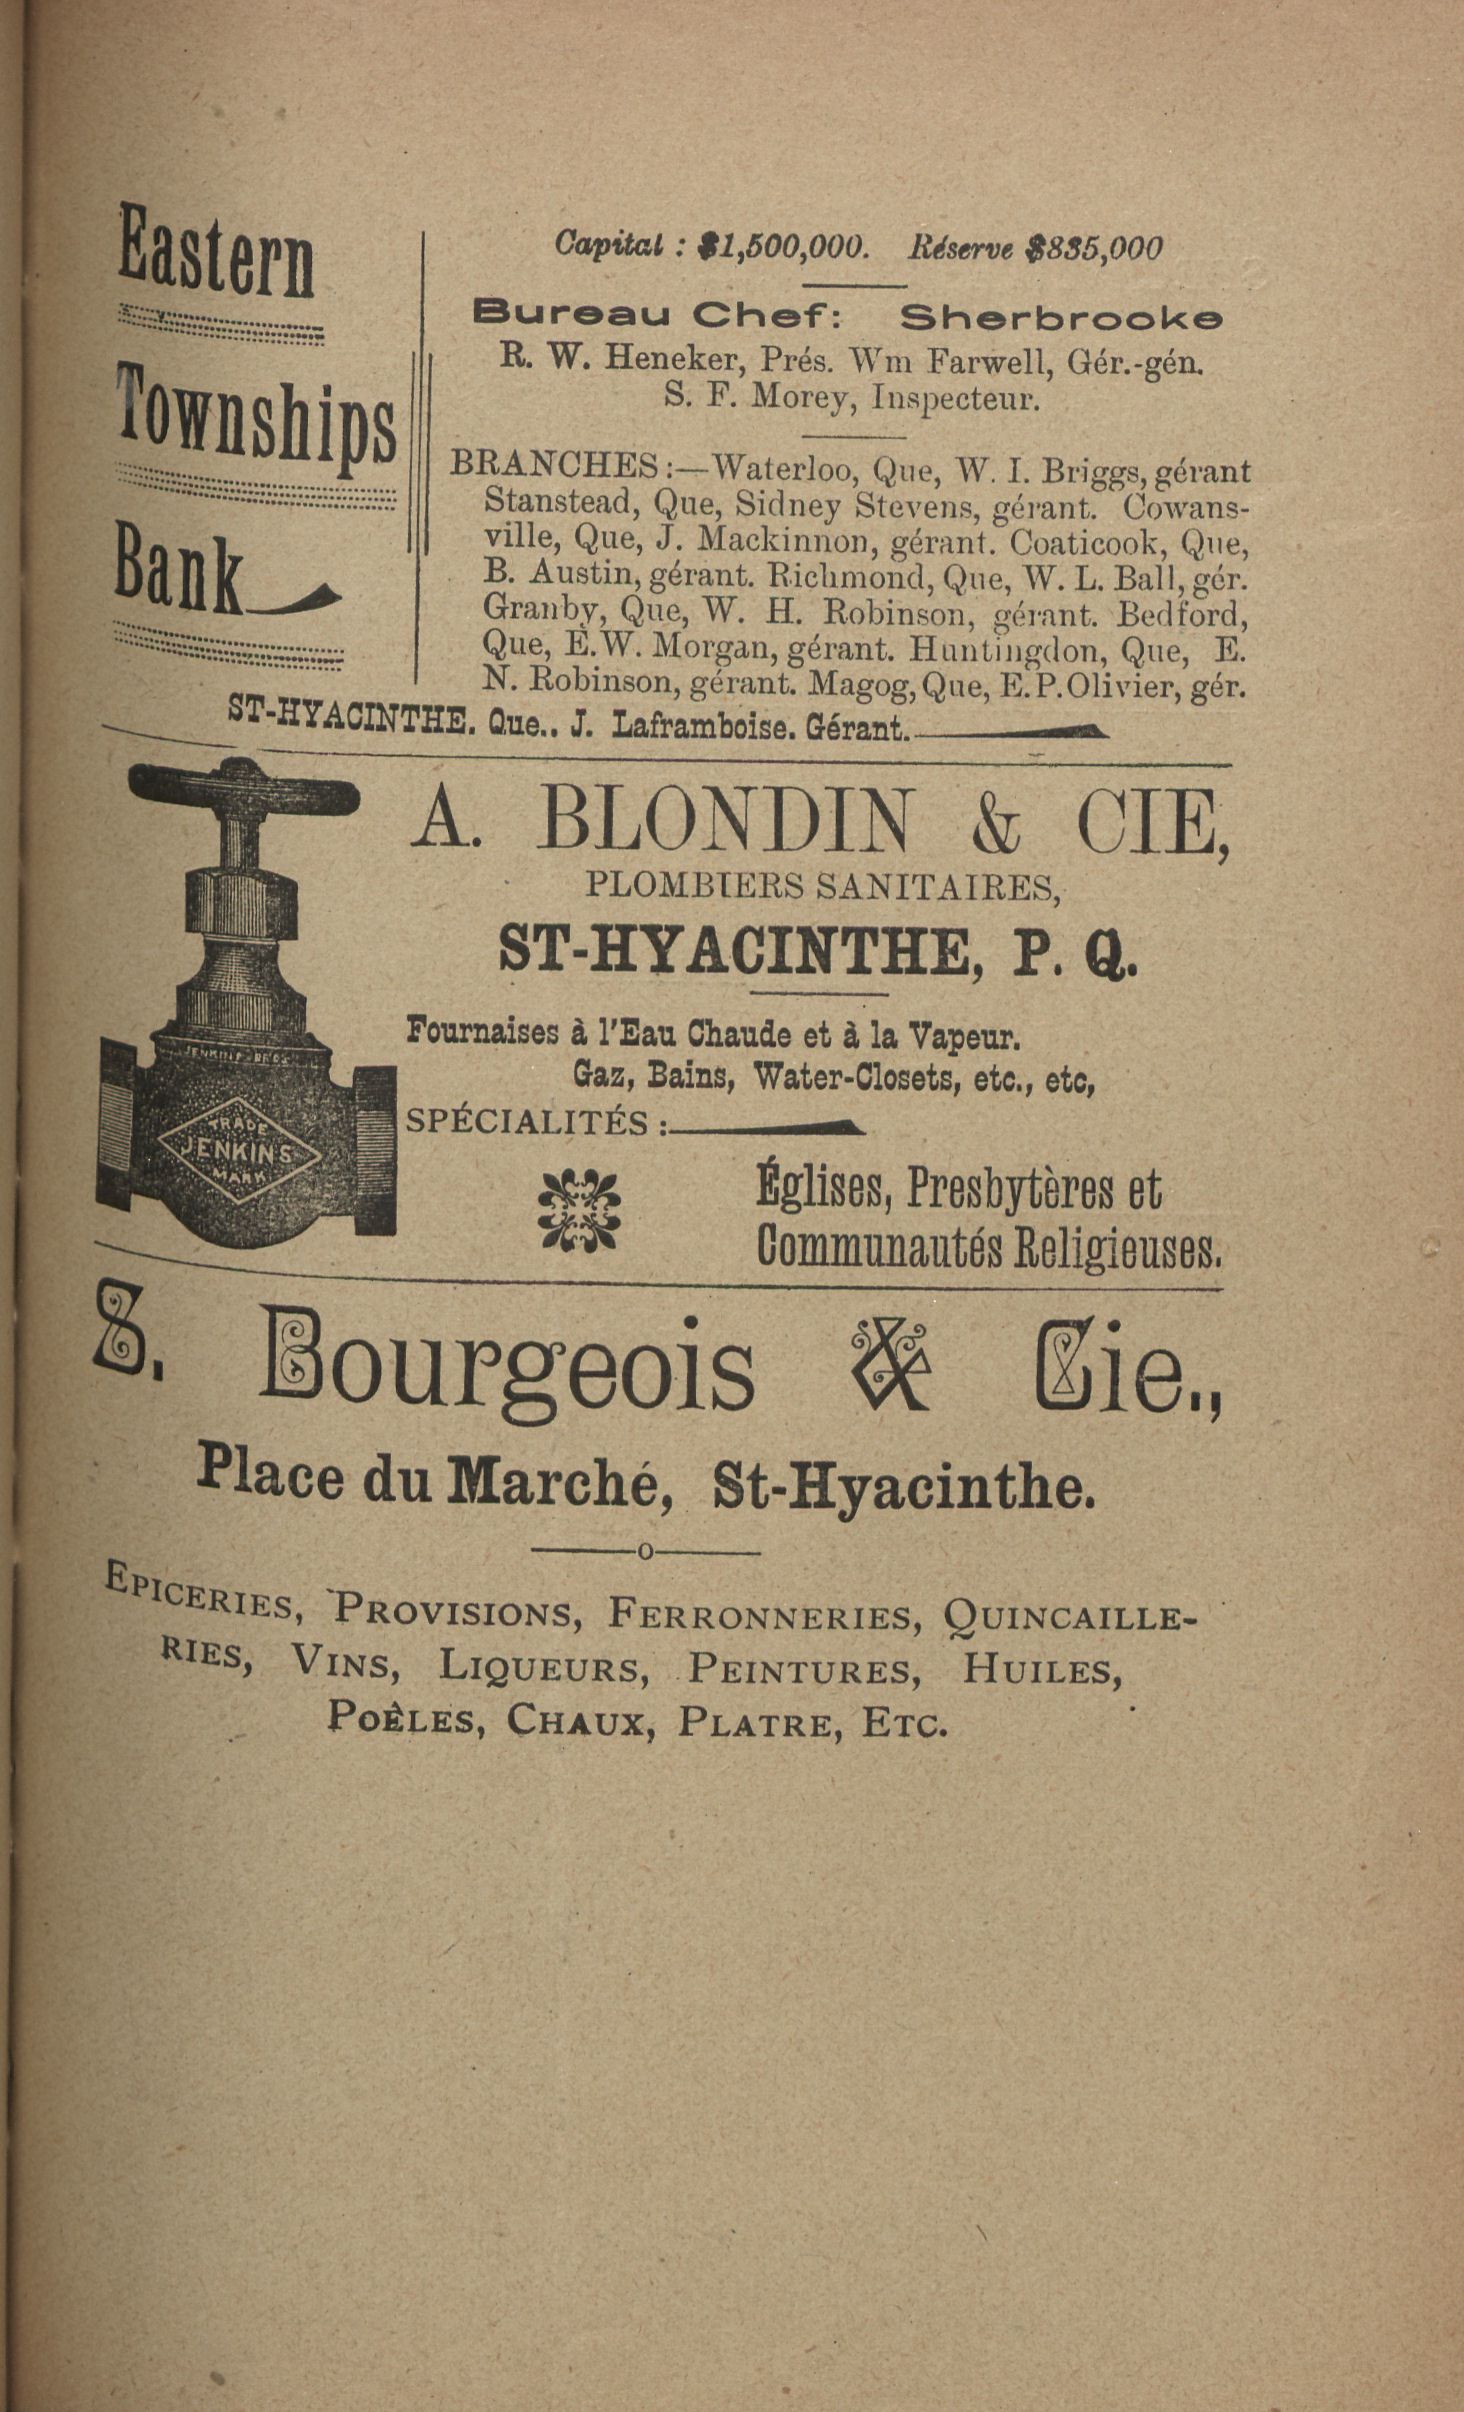 Eastern
Townships
Bank
Capital : $1,500,000. Réserve $835,000
Bureau Chef: Sherbrooke
R. W. Heneker, Prés. Wm Farwell, Gér.-gén.
S. F. Morey, Inspecteur.
BRANCHES :—Waterloo, Que, W. I. Briggs, gérant
Stanstead, Que, Sidney Stevens, gérant. Cowans-
ville, Que, J. Mackinnon, gérant. Coaticook, Que,
B. Austin, gérant. Richmond, Que, W. L. Ball, gér.
Granby, Que, W. H. Robinson, gérant. Bedford,
Que, E. W. Morgan, gérant. Huntingdon, Que, E.
N. Robinson, gérant. Magog, Que, E. P. Olivier, gér.
ST-HYACINTHE. Que.. J. Laframboise. Gérant.
A. BLONDIN & CIE,
PLOMBIERS SANITAIRES,
ST-HYACINTHE, P. Q.
Fournaises à l'Eau Chaude et à la Vapeur.
Gaz, Bains, Water-Closets, etc., etc,
SPÉCIALITÉS :
Églises, Presbytères et
Communautés Religieuses.
JENKINS BROS
TRADE
JENKINS
MARK
S. Bourgeois & Cie.,
Place du Marché, St-Hyacinthe.
—o—
EPICERIES, PROVISIONS, FERRONNERIES, QUINCAILLE-
RIES, VINS, LIQUEURS, PEINTURES, HUILES,
POÊLES, CHAUX, PLATRE, ETC.